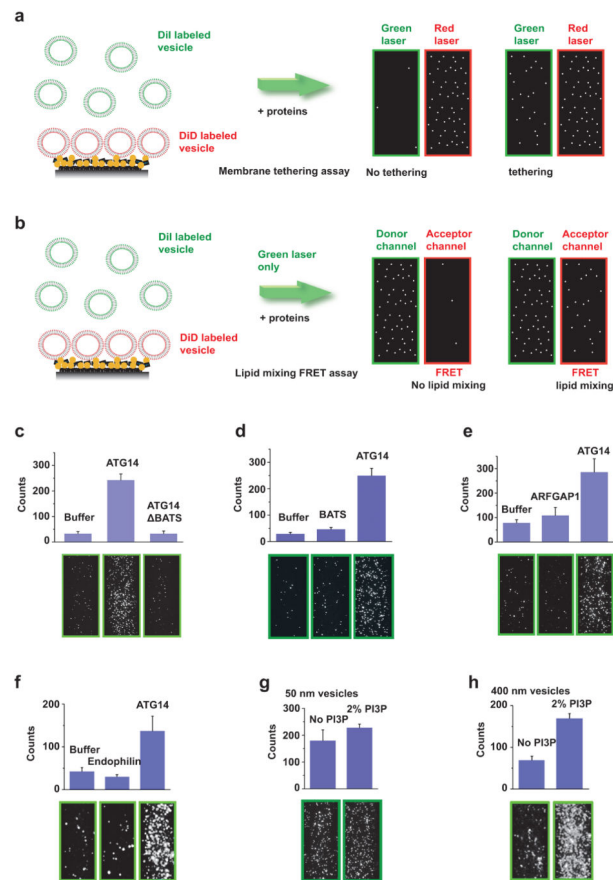 a
DiI labeled
vesicle
DiD labeled
vesicle
+ proteins
Membrane tethering assay
Green
laser
Red
laser
No tethering
Green
laser
Red
laser
tethering
b
DiI labeled
vesicle
DiD labeled
vesicle
Green laser
only
+ proteins
Lipid mixing FRET assay
Donor
channel
Acceptor
channel
FRET
No lipid mixing
Donor
channel
Acceptor
channel
FRET
lipid mixing
c
Counts
300
200
100
0
Buffer
ATG14
ATG14
ΔBATS
d
Counts
300
200
100
0
Buffer
BATS
ATG14
e
Counts
300
200
100
0
Buffer
ARFGAP1
ATG14
f
Counts
200
100
0
Buffer
Endophilin
ATG14
g
50 nm vesicles
Counts
300
200
100
0
No PI3P
2% PI3P
h
400 nm vesicles
Counts
200
100
0
No PI3P
2% PI3P